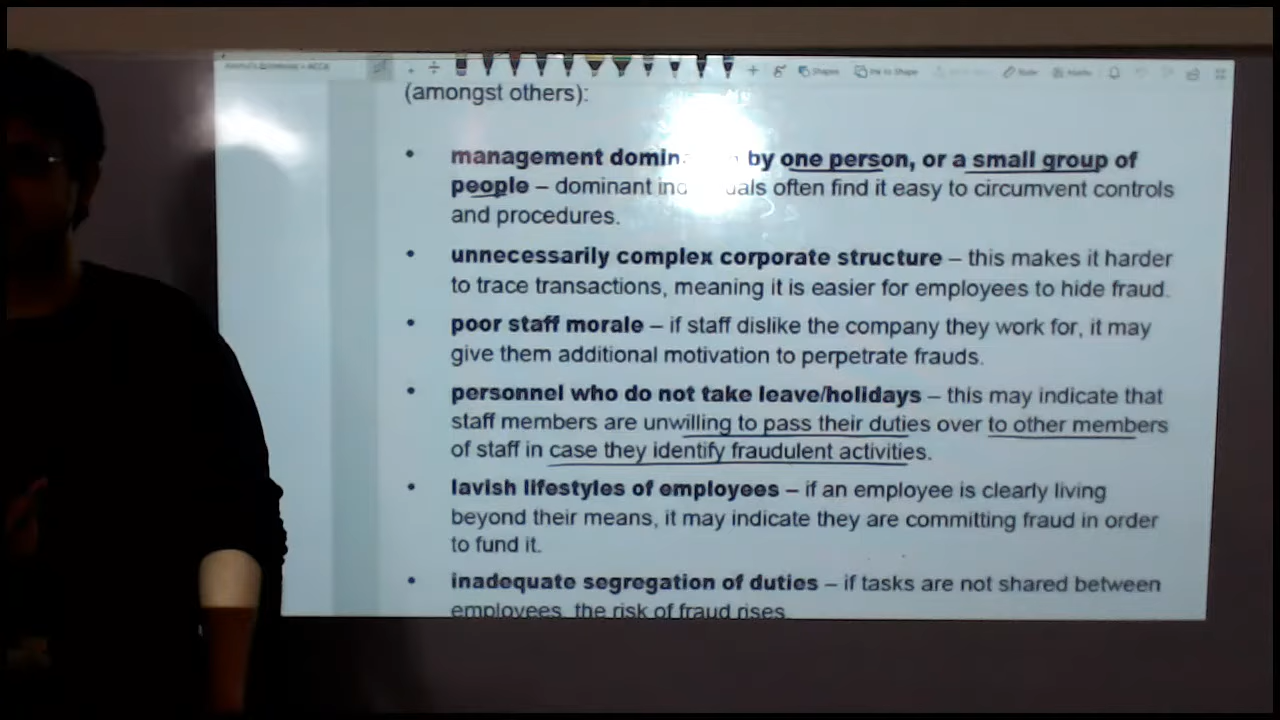 Shapes Ink to Shape Ruler Maths
(amongst others):
• management domin by one person, or a small group of
people – dominant ind uals often find it easy to circumvent controls
and procedures.
• unnecessarily complex corporate structure – this makes it harder
to trace transactions, meaning it is easier for employees to hide fraud.
• poor staff morale – if staff dislike the company they work for, it may
give them additional motivation to perpetrate frauds.
• personnel who do not take leave/holidays – this may indicate that
staff members are unwilling to pass their duties over to other members
of staff in case they identify fraudulent activities.
• lavish lifestyles of employees – if an employee is clearly living
beyond their means, it may indicate they are committing fraud in order
to fund it.
• inadequate segregation of duties – if tasks are not shared between
employees, the risk of fraud rises.